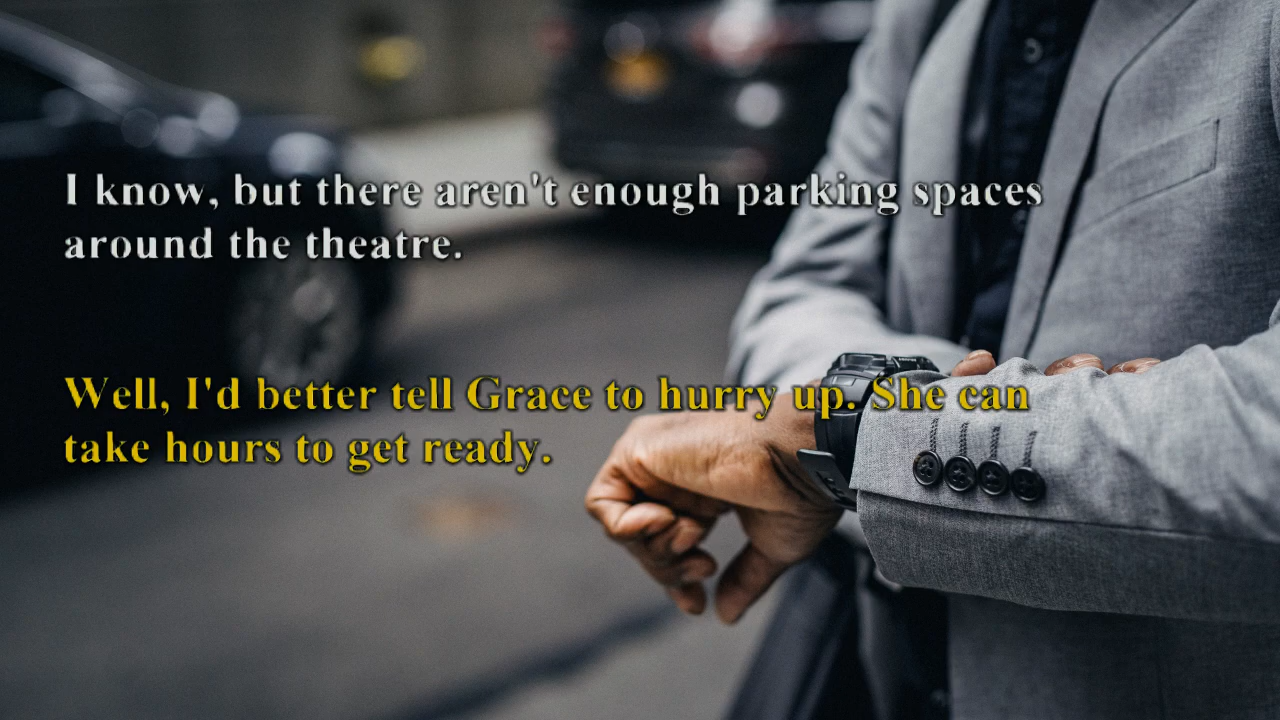 I know, but there aren't enough parking spaces
around the theatre.
Well, I'd better tell Grace to hurry up. She can
take hours to get ready.